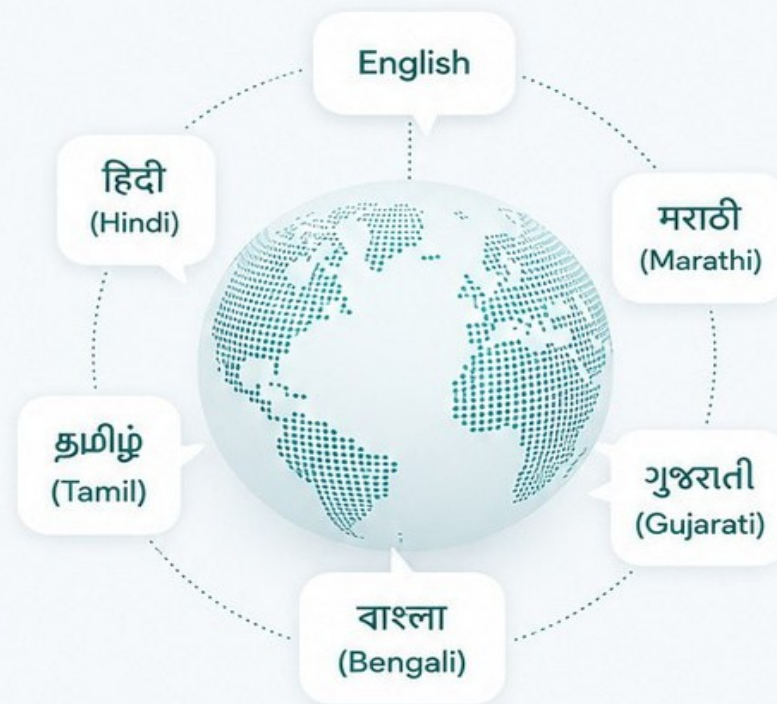 English
हिदी
(Hindi)
मराठी
(Marathi)
தமிழ்
(Tamil)
ગુજરાતી
(Gujarati)
বাংলা
(Bengali)